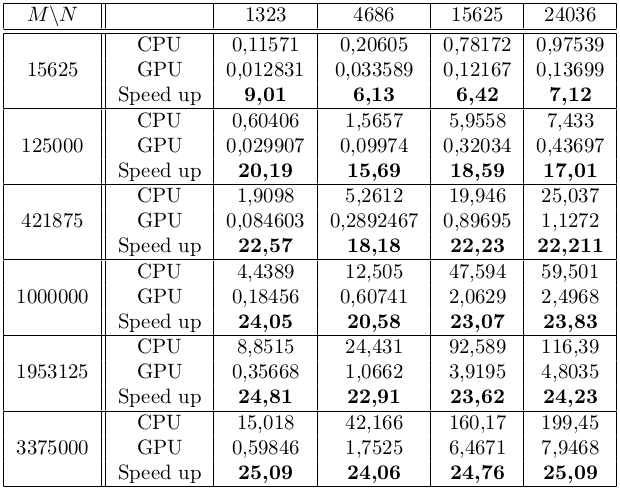 M\N 1323 4686 15625 24036
CPU 0,11571 0,20605 0,78172 0,97539
15625 GPU 0,012831 0,033589 0,12167 0,13699
Speed up 9,01 6,13 6,42 7,12
CPU 0,60406 1,5657 5,9558 7,433
125000 GPU 0,029907 0,09974 0,32034 0,43697
Speed up 20,19 15,69 18,59 17,01
CPU 1,9098 5,2612 19,946 25,037
421875 GPU 0,084603 0,2892467 0,89695 1,1272
Speed up 22,57 18,18 22,23 22,211
CPU 4,4389 12,505 47,594 59,501
1000000 GPU 0,18456 0,60741 2,0629 2,4968
Speed up 24,05 20,58 23,07 23,83
CPU 8,8515 24,431 92,589 116,39
1953125 GPU 0,35668 1,0662 3,9195 4,8035
Speed up 24,81 22,91 23,62 24,23
CPU 15,018 42,166 160,17 199,45
3375000 GPU 0,59846 1,7525 6,4671 7,9468
Speed up 25,09 24,06 24,76 25,09